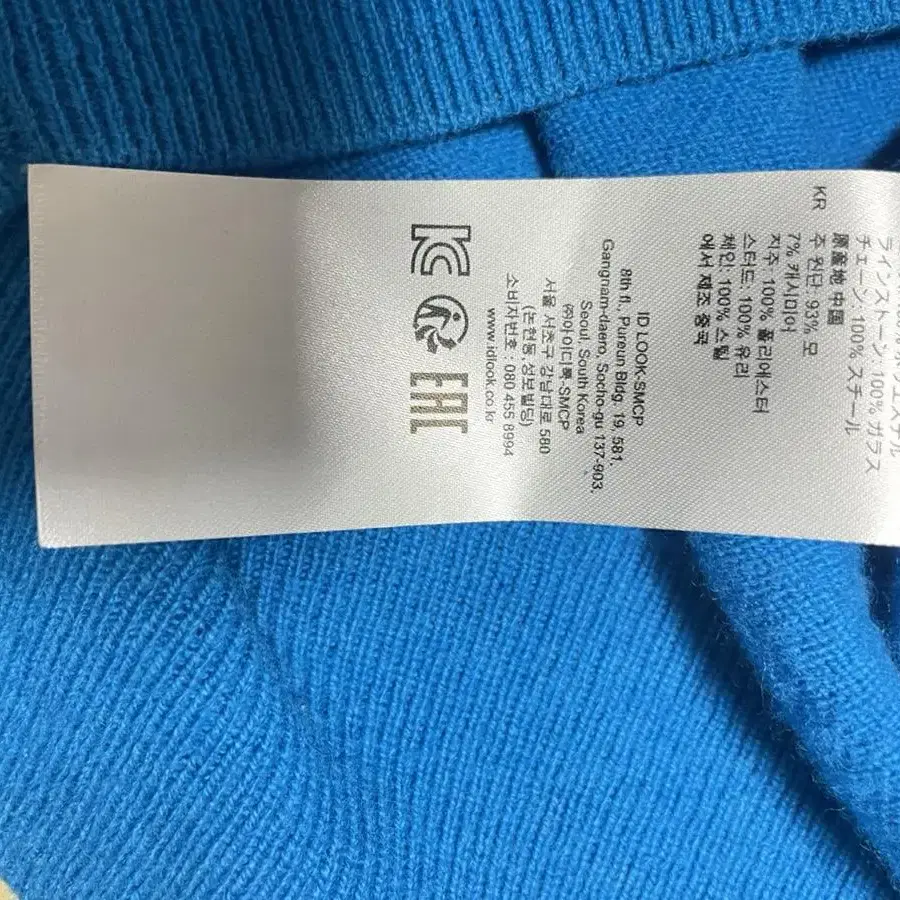 ラインストーン: 100% ガラス
チェーン: 100% スチール
原産地 中国
KR
주 원단: 93% 모
7% 캐시미어
지주: 100% 폴리에스터
스터드: 100% 유리
체인: 100% 스틸
에서 제조 중국
ID LOOK-SMCP
8th fl., Pureun Bldg. 19, 581,
Gangnam-daero, Socho-gu 137-903,
Seoul, South Korea
㈜아이디룩-SMCP
서울 서초구 강남대로 580
(논현동 성보빌딩)
소비자번호 : 080 455 8994
www.idlook.co.kr
KC
EAC